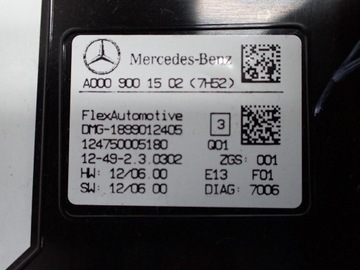 Mercedes-Benz
A000 900 15 02 (7H52)
FlexAutomotive
DMG-1899012405
3
124750005180
Q01
12-49-2.3.0302
ZGS: 001
HW: 12/06.00
E13
F01
SW: 12/06.00
DIAG: 7006